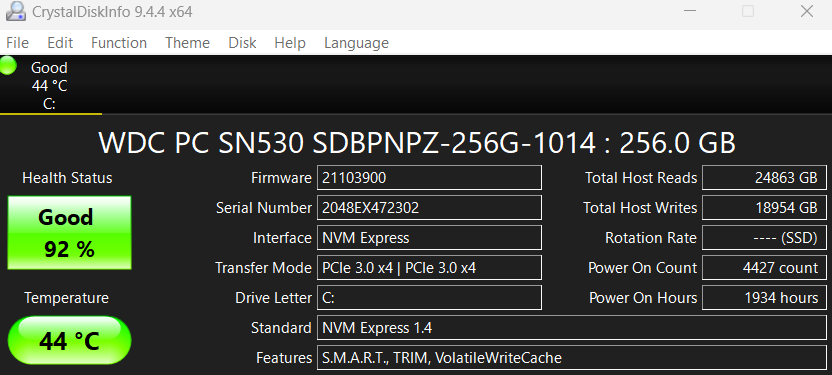 CrystalDiskInfo 9.4.4 x64
File Edit Function Theme Disk Help Language
Good
44 °C
C:
WDC PC SN530 SDBPNPZ-256G-1014 : 256.0 GB
Health Status
Good
92 %
Temperature
44 °C
Firmware 21103900
Serial Number 2048EX472302
Interface NVM Express
Transfer Mode PCIe 3.0 x4 | PCIe 3.0 x4
Drive Letter C:
Standard NVM Express 1.4
Features S.M.A.R.T., TRIM, VolatileWriteCache
Total Host Reads 24863 GB
Total Host Writes 18954 GB
Rotation Rate ---- (SSD)
Power On Count 4427 count
Power On Hours 1934 hours